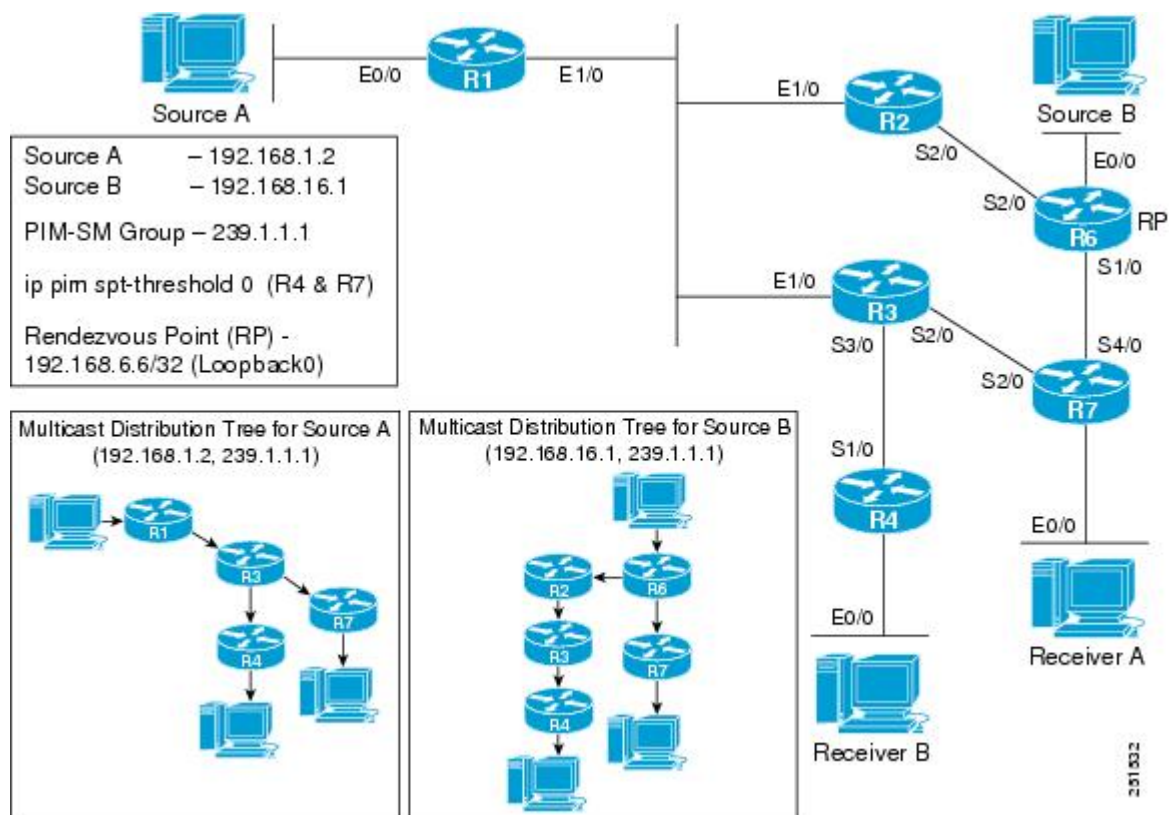 Source A
E0/0
R1
E1/0
E1/0
R2
S2/0
Source B
E0/0
S2/0
R6
RP
S1/0
Source A – 192.168.1.2
Source B – 192.168.16.1
PIM-SM Group – 239.1.1.1
ip pim spt-threshold 0 (R4 & R7)
Rendezvous Point (RP) -
192.168.6.6/32 (Loopback0)
E1/0
R3
S3/0
S2/0
S4/0
S2/0
R7
S1/0
R4
E0/0
E0/0
Receiver A
Receiver B
Multicast Distribution Tree for Source A
(192.168.1.2, 239.1.1.1)
R1
R3
R7
R4
Multicast Distribution Tree for Source B
(192.168.16.1, 239.1.1.1)
R2
R6
R3
R7
R4
251532